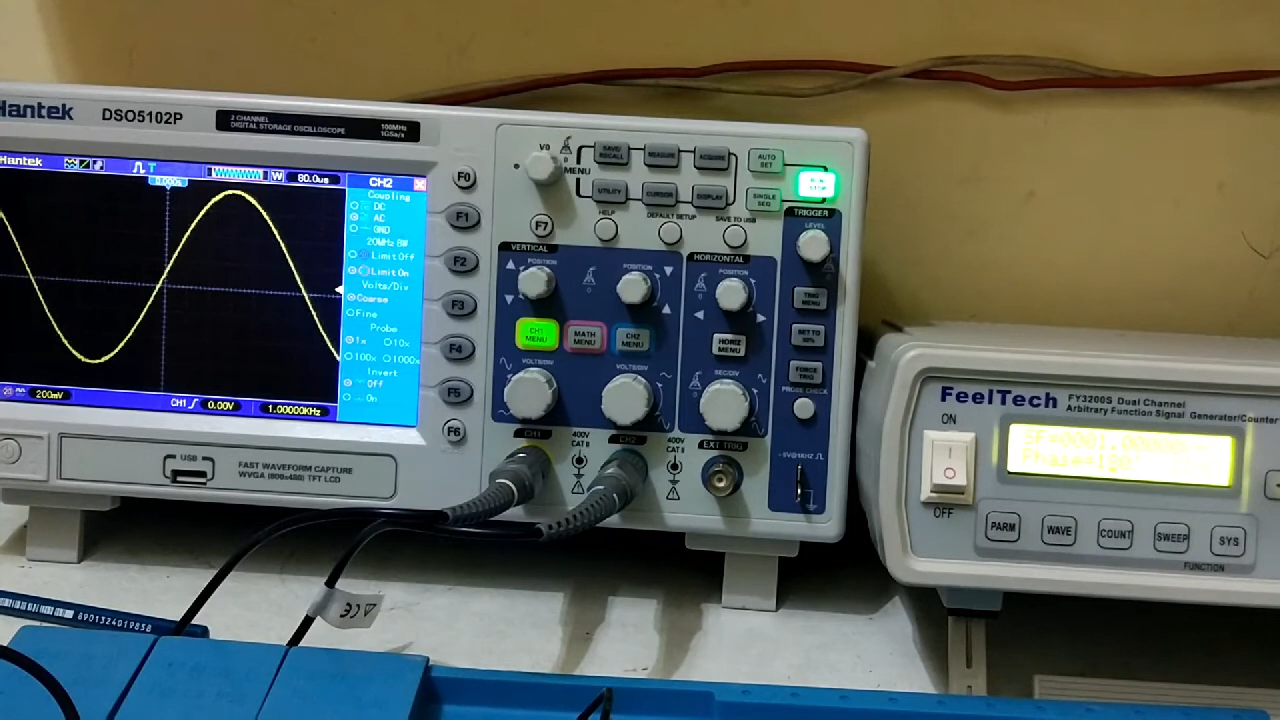 Hantek
DSO5102P
2 CHANNEL
DIGITAL STORAGE OSCILLOSCOPE
100MHz
1GSa/s
Hantek
T
W
80.0us
0.000s
CH2
Coupling
DC
AC
GND
20MHz BW
Limit Off
Limit On
Volts/Div
Coarse
Fine
Probe
1x
10x
100x
1000x
Invert
Off
On
200mV
CH1
0.00V
1.00000KHz
F0
F1
F2
F3
F4
F5
F6
F7
V0
MENU
SAVE/
RECALL
MEASURE
ACQUIRE
UTILITY
CURSOR
DISPLAY
AUTO
SET
SINGLE
SEQ
HELP
DEFAULT SETUP
SAVE TO USB
TRIGGER
LEVEL
VERTICAL
POSITION
POSITION
HORIZONTAL
POSITION
CH1
MENU
MATH
MENU
CH2
MENU
HORIZ
MENU
TRIG
MENU
SET TO
50%
FORCE
TRIG
PROBE CHECK
VOLTS/DIV
VOLTS/DIV
SEC/DIV
CH1
400V
CAT II
CH2
400V
CAT II
EXT TRIG
~5V@1KHZ
USB
FAST WAVEFORM CAPTURE
WVGA (800x480) TFT LCD
FeelTech
FY3200S Dual Channel
Arbitrary Function Signal Generator/Counter
ON
OFF
PARM
WAVE
COUNT
SWEEP
SYS
FUNCTION
CE
8901324019858